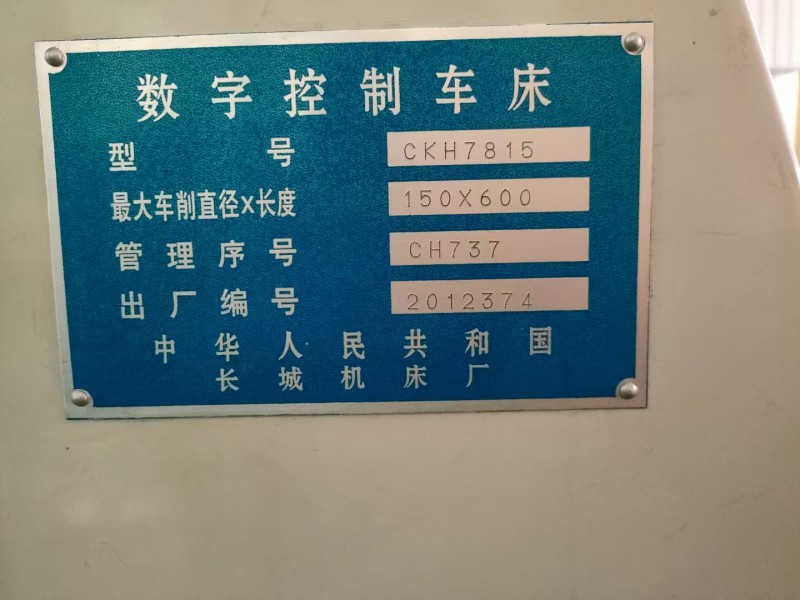 数字控制车床
型号 CKH7815
最大车削直径X长度 150X600
管理序号 CH737
出厂编号 2012374
中华人民共和国
长城机床厂